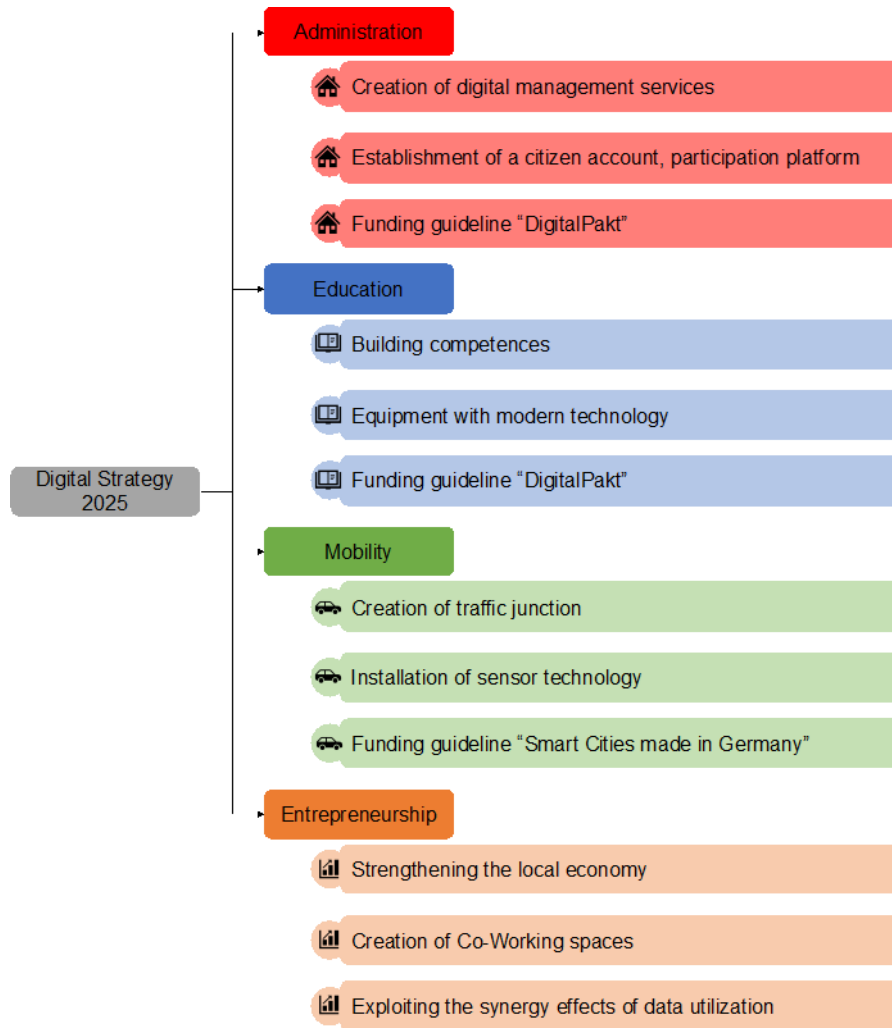 Administration
Creation of digital management services
Establishment of a citizen account, participation platform
Funding guideline “DigitalPakt”
Education
Building competences
Equipment with modern technology
Digital Strategy
2025
Funding guideline “DigitalPakt”
Mobility
Creation of traffic junction
Installation of sensor technology
Funding guideline “Smart Cities made in Germany”
Entrepreneurship
Strengthening the local economy
Creation of Co-Working spaces
Exploiting the synergy effects of data utilization